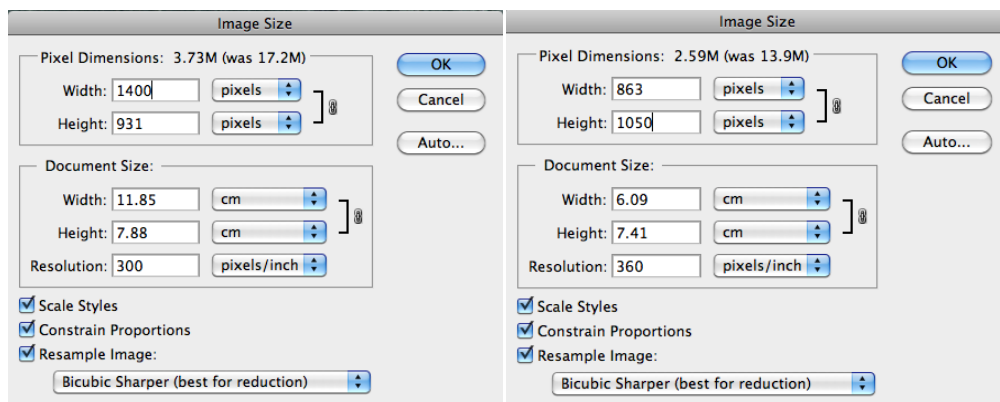 Image Size
Pixel Dimensions: 3.73M (was 17.2M)
Width: 1400 pixels
Height: 931 pixels
OK
Cancel
Auto...
Document Size:
Width: 11.85 cm
Height: 7.88 cm
Resolution: 300 pixels/inch
Scale Styles
Constrain Proportions
Resample Image:
Bicubic Sharper (best for reduction)
Image Size
Pixel Dimensions: 2.59M (was 13.9M)
Width: 863 pixels
Height: 1050 pixels
OK
Cancel
Auto...
Document Size:
Width: 6.09 cm
Height: 7.41 cm
Resolution: 360 pixels/inch
Scale Styles
Constrain Proportions
Resample Image:
Bicubic Sharper (best for reduction)